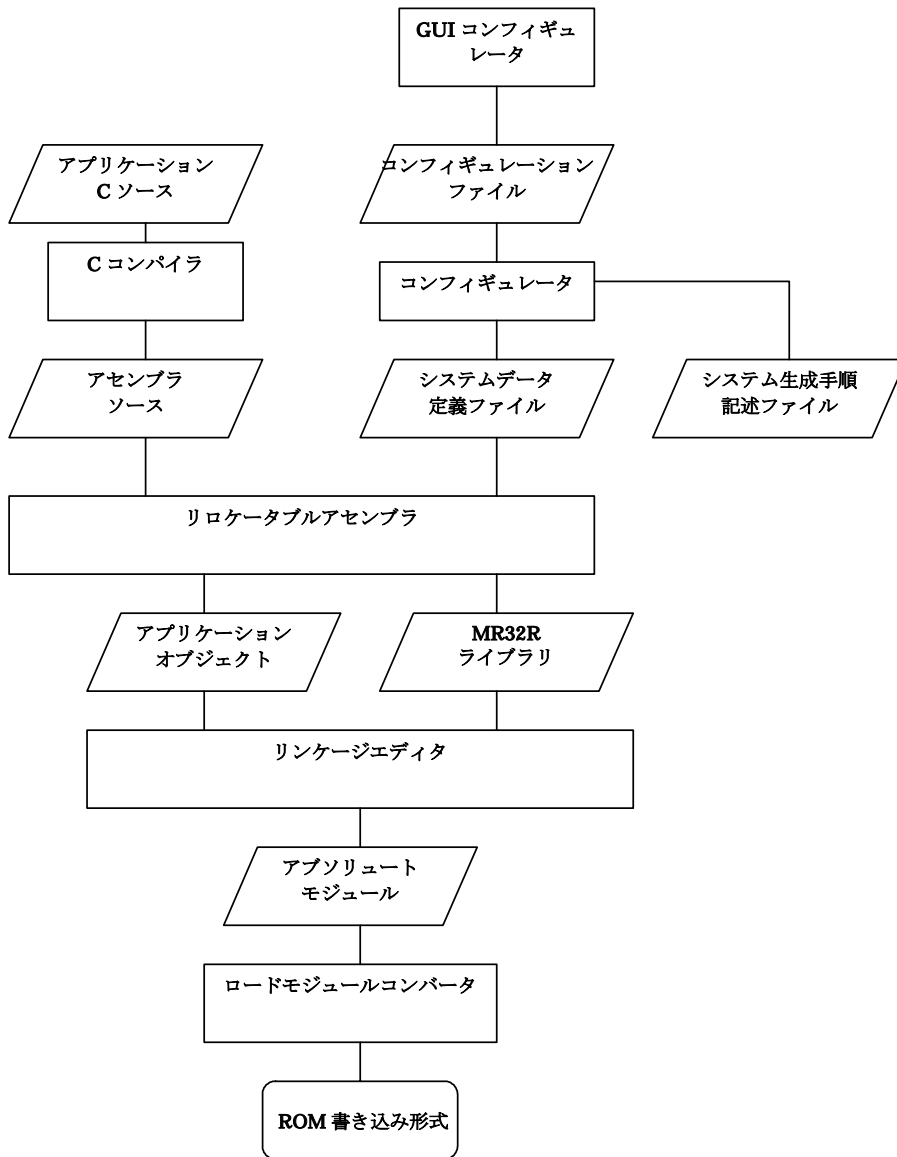 GUI コンフィギュ
レータ
アプリケーション
C ソース
コンフィギュレーション
ファイル
C コンパイラ
コンフィギュレータ
アセンブラ
ソース
システムデータ
定義ファイル
システム生成手順
記述ファイル
リロケータブルアセンブラ
アプリケーション
オブジェクト
MR32R
ライブラリ
リンケージエディタ
アブソリュート
モジュール
ロードモジュールコンバータ
ROM 書き込み形式